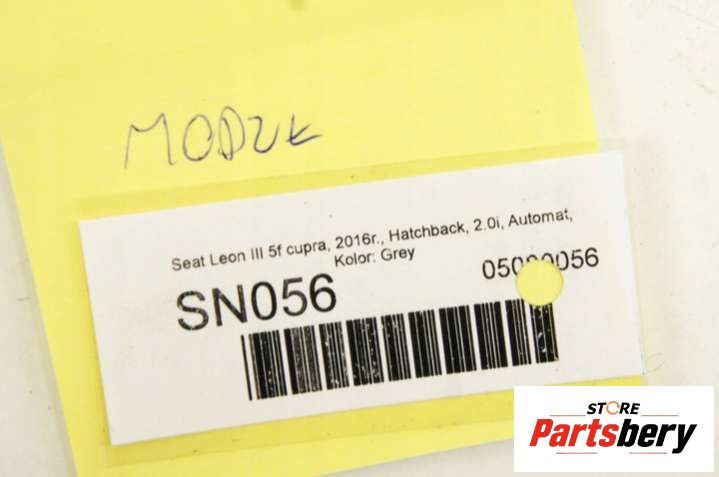 MODUŁ
Seat Leon III 5f cupra, 2016r., Hatchback, 2.0i, Automat,
Kolor: Grey
SN056
STORE
Partsbery